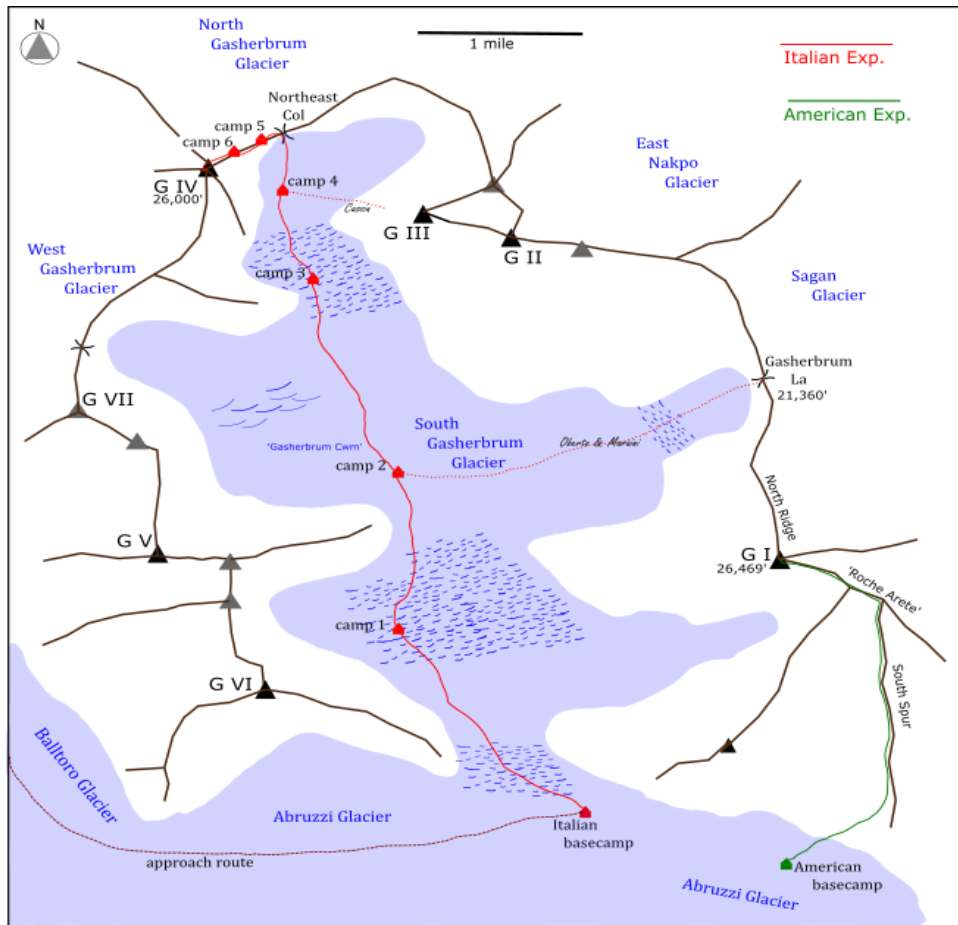 N
North
Gasherbrum
Glacier
1 mile
Italian Exp.
American Exp.
Northeast
Col
camp 5
camp 6
G IV
26,000'
camp 4
Cassin
East
Nakpo
Glacier
G III
G II
West
Gasherbrum
Glacier
camp 3
Sagan
Glacier
Gasherbrum
La
21,360'
G VII
South
Gasherbrum
Glacier
'Gasherbrum Cwm'
Oberto & Mariani
camp 2
North Ridge
G V
G I
26,469'
'Roche Arete'
camp 1
South Spur
G VI
Balltoro Glacier
Abruzzi Glacier
Italian
basecamp
approach route
American
basecamp
Abruzzi Glacier